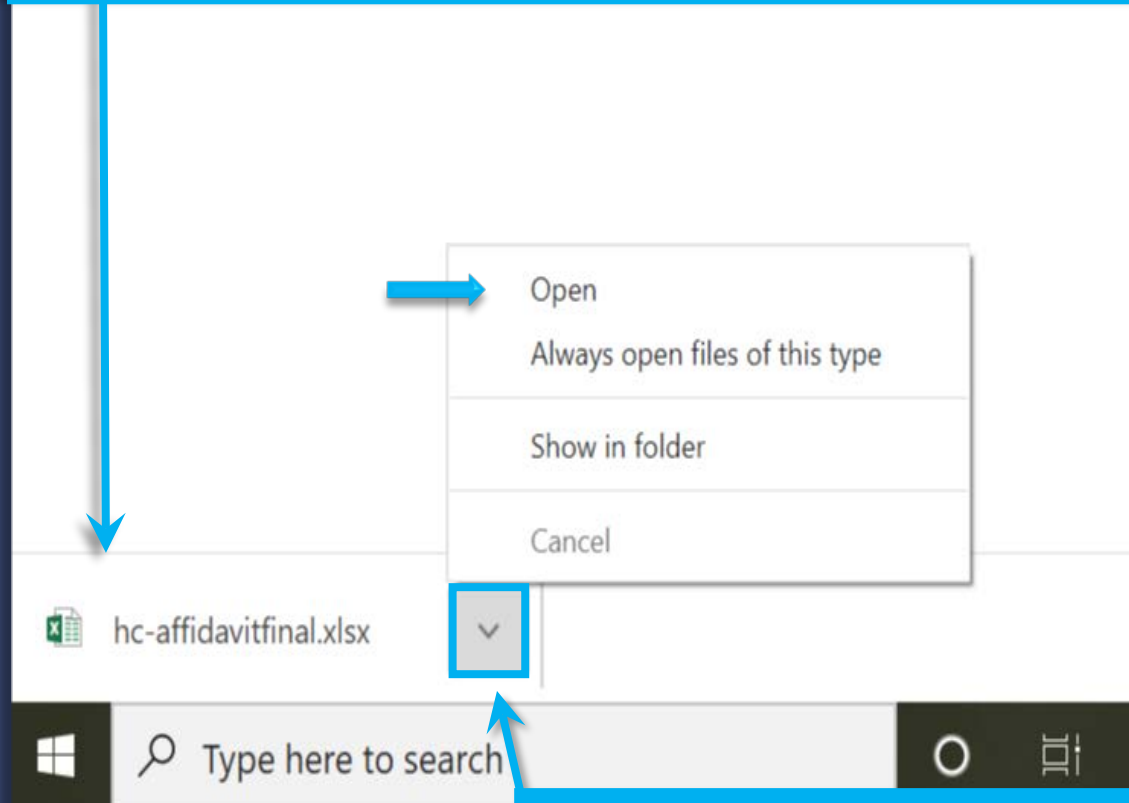 Open
Always open files of this type
Show in folder
Cancel
hc-affidavitfinal.xlsx
Type here to search